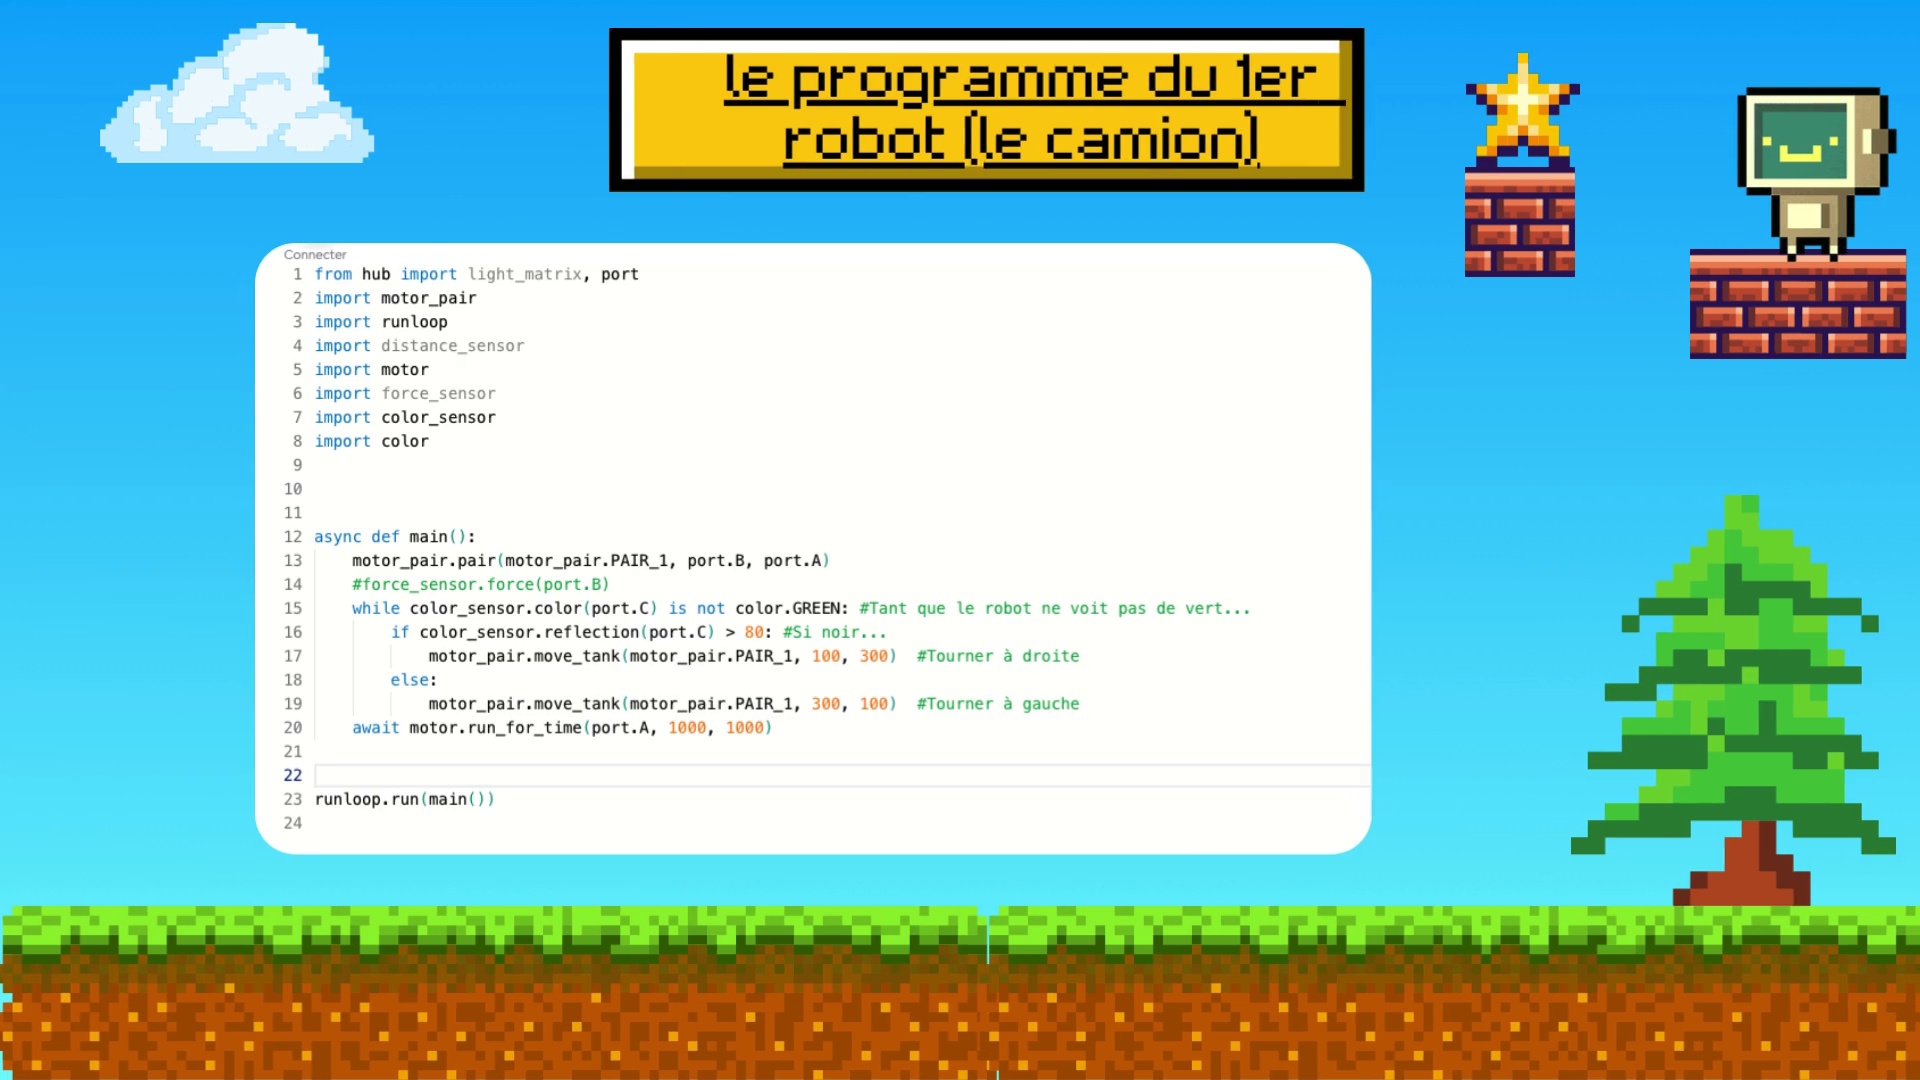 le programme du 1er
robot (le camion)
Connecter
1 from hub import light_matrix, port
2 import motor_pair
3 import runloop
4 import distance_sensor
5 import motor
6 import force_sensor
7 import color_sensor
8 import color
9
10
11
12 async def main():
13 motor_pair.pair(motor_pair.PAIR_1, port.B, port.A)
14 #force_sensor.force(port.B)
15 while color_sensor.color(port.C) is not color.GREEN: #Tant que le robot ne voit pas de vert...
16 if color_sensor.reflection(port.C) > 80: #Si noir...
17 motor_pair.move_tank(motor_pair.PAIR_1, 100, 300) #Tourner à droite
18 else:
19 motor_pair.move_tank(motor_pair.PAIR_1, 300, 100) #Tourner à gauche
20 await motor.run_for_time(port.A, 1000, 1000)
21
22
23 runloop.run(main())
24